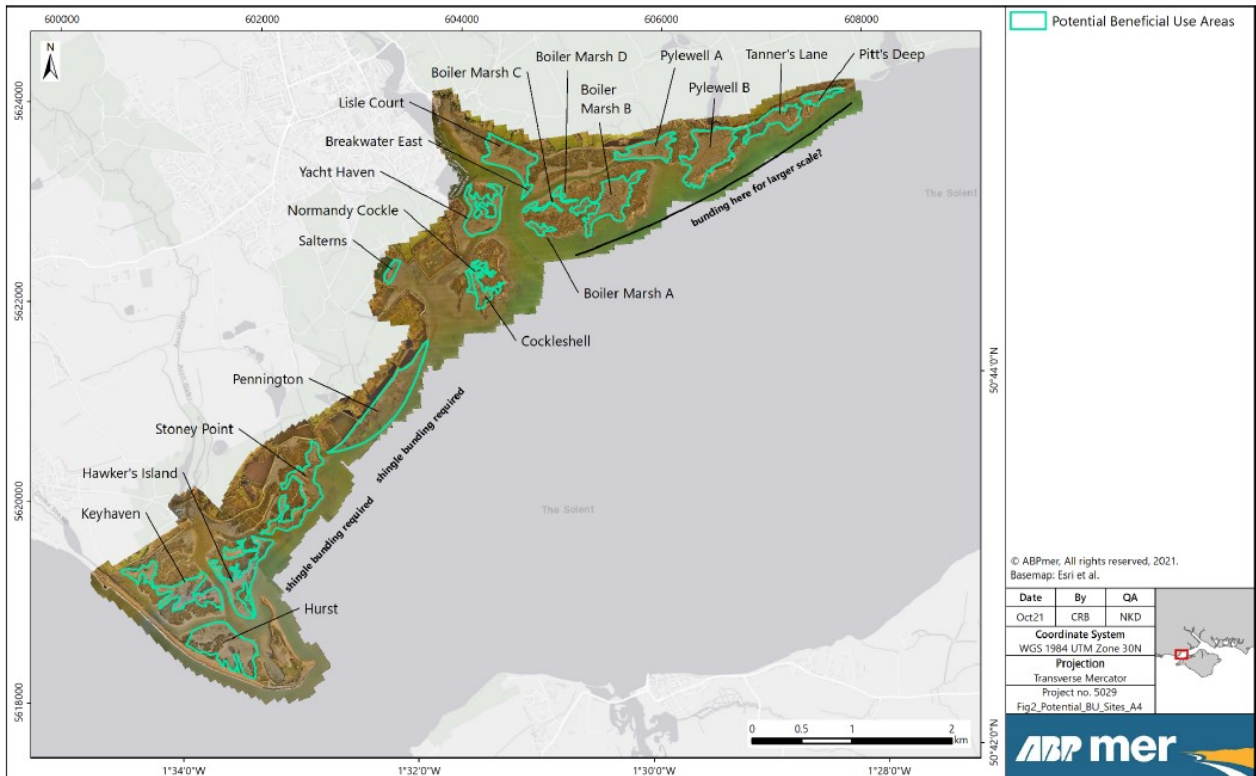 600000
602000
604000
606000
608000
Potential Beneficial Use Areas
N
Boiler Marsh D
Pylewell A
Tanner's Lane
Pitt's Deep
Boiler Marsh C
Boiler
Marsh B
Pylewell B
Lisle Court
Breakwater East
Yacht Haven
Normandy Cockle
Salterns
bunding here for larger scale?
The Solent
Boiler Marsh A
Cockleshell
Pennington
Stoney Point
Hawker's Island
Keyhaven
Hurst
shingle bunding required
shingle bunding required
The Solent
5624000
5622000
5620000
5618000
50°44'0"N
50°42'0"N
0
0.5
1
2
km
1°34'0"W
1°32'0"W
1°30'0"W
1°28'0"W
© ABPmer, All rights reserved, 2021.
Basemap: Esri et al.
Date By QA
Oct21 CRB NKD
Coordinate System
WGS 1984 UTM Zone 30N
Projection
Transverse Mercator
Project no. 5029
Fig2_Potential_BU_Sites_A4
ABPmer